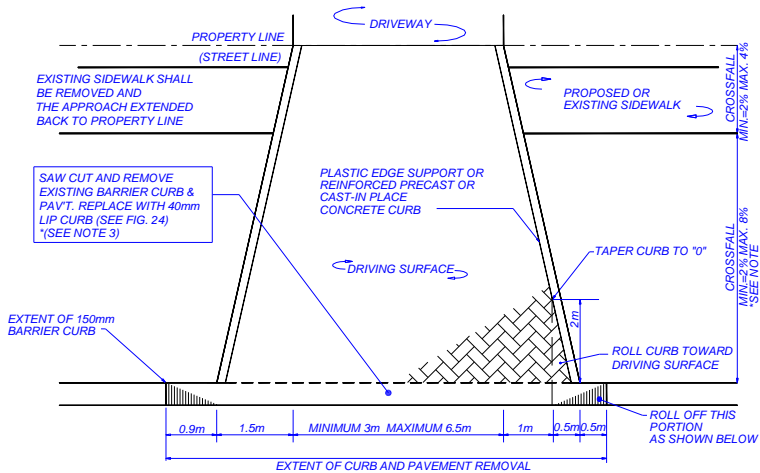 DRIVEWAY
PROPERTY LINE
(STREET LINE)
EXISTING SIDEWALK SHALL
BE REMOVED AND
THE APPROACH EXTENDED
BACK TO PROPERTY LINE
PROPOSED OR
EXISTING SIDEWALK
CROSSFALL
MIN.=2% MAX. 4%
SAW CUT AND REMOVE
EXISTING BARRIER CURB &
PAV'T. REPLACE WITH 40mm
LIP CURB (SEE FIG. 24)
*(SEE NOTE 3)
PLASTIC EDGE SUPPORT OR
REINFORCED PRECAST OR
CAST-IN PLACE
CONCRETE CURB
TAPER CURB TO "0"
DRIVING SURFACE
CROSSFALL
MIN.=2% MAX. 8%
*SEE NOTE
2m
EXTENT OF 150mm
BARRIER CURB
ROLL CURB TOWARD
DRIVING SURFACE
ROLL OFF THIS
PORTION
AS SHOWN BELOW
0.9m 1.5m MINIMUM 3m MAXIMUM 6.5m 1m 0.5m 0.5m
EXTENT OF CURB AND PAVEMENT REMOVAL